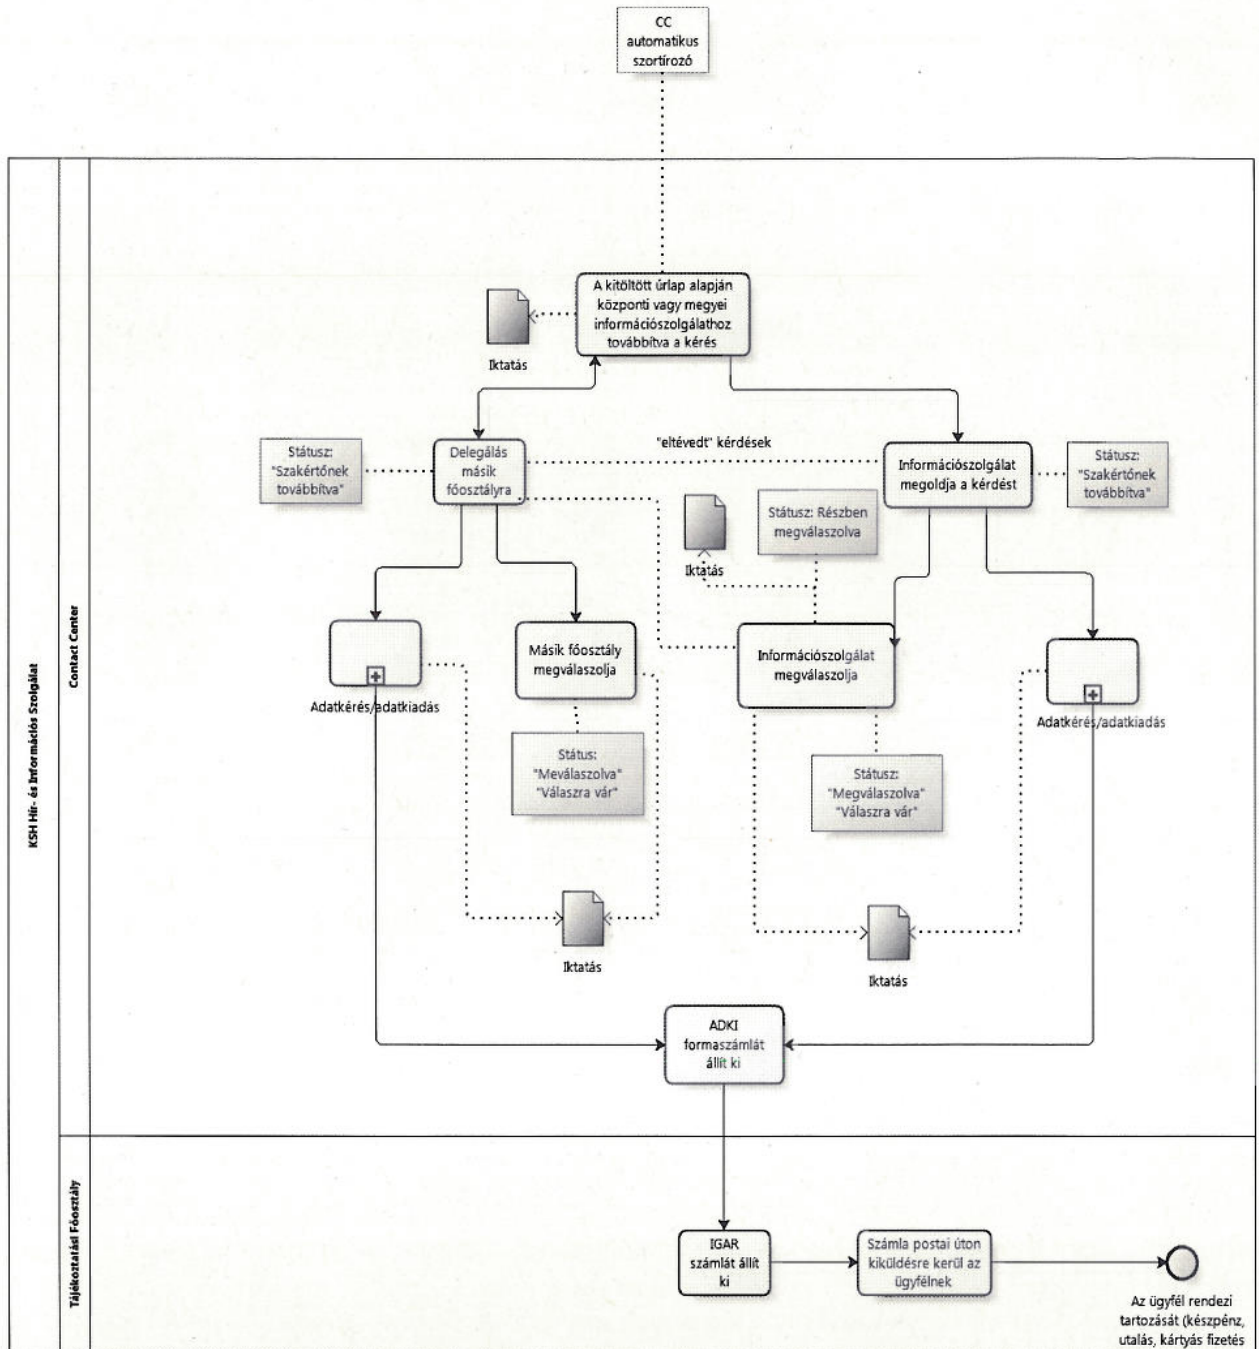 CC
automatikus
szortírozó
KSH Hír- és Információs Szolgálat
Contact Center
A kitöltött űrlap alapján
központi vagy megyei
információszolgálathoz
továbbítva a kérés
Iktatás
Státusz:
"Szakértőnek
továbbítva"
Delegálás
másik
főosztályra
"eltévedt" kérdések
Információszolgálat
megoldja a kérdést
Státusz:
"Szakértőnek
továbbítva"
Iktatás
Státusz: Részben
megválaszolva
Adatkérés/adatkiadás
Másik főosztály
megválaszolja
Információszolgálat
megválaszolja
Adatkérés/adatkiadás
Státus:
"Meválaszolva"
"Válaszra vár"
Státusz:
"Megválaszolva"
"Válaszra vár"
Iktatás
Iktatás
ADKI
formaszámlát
állít ki
Tájékoztatási Főosztály
IGAR
számlát állít
ki
Számla postai úton
kiküldésre kerül az
ügyfélnek
Az ügyfél rendezi
tartozását (készpénz,
utalás, kártyás fizetés